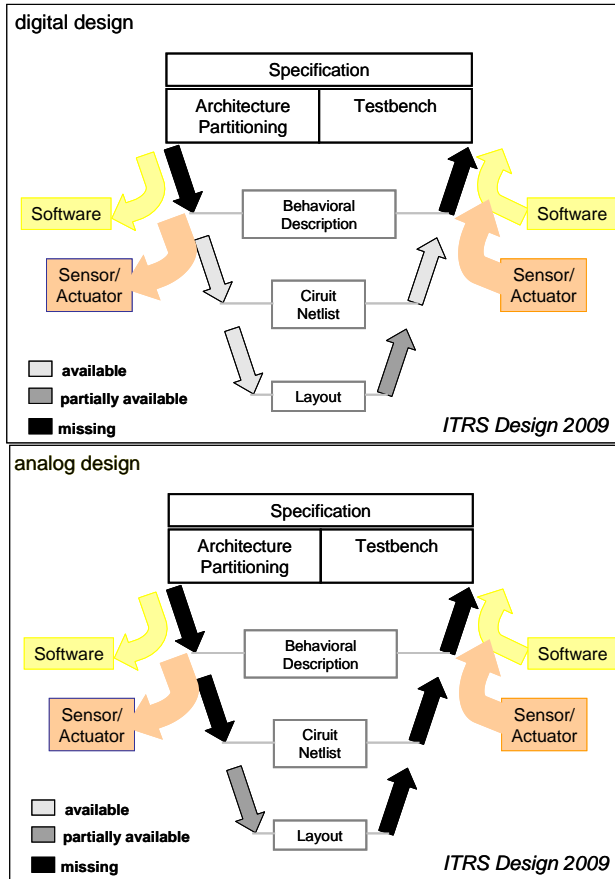 digital design
Specification
Architecture
Partitioning
Testbench
Software
Behavioral
Description
Software
Sensor/
Actuator
Ciruit
Netlist
Sensor/
Actuator
Layout
available
partially available
missing
ITRS Design 2009
analog design
Specification
Architecture
Partitioning
Testbench
Software
Behavioral
Description
Software
Sensor/
Actuator
Ciruit
Netlist
Sensor/
Actuator
Layout
available
partially available
missing
ITRS Design 2009